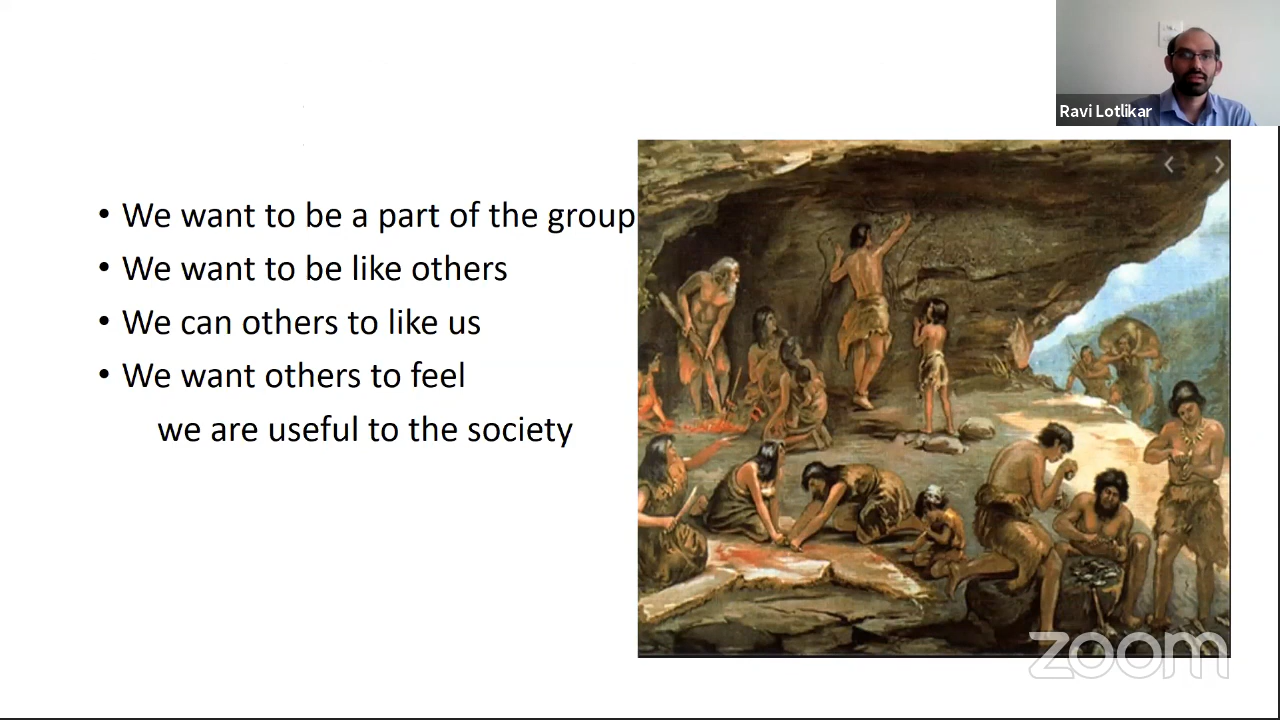 Ravi Lotlikar
• We want to be a part of the group
• We want to be like others
• We can others to like us
• We want others to feel
we are useful to the society
zoom